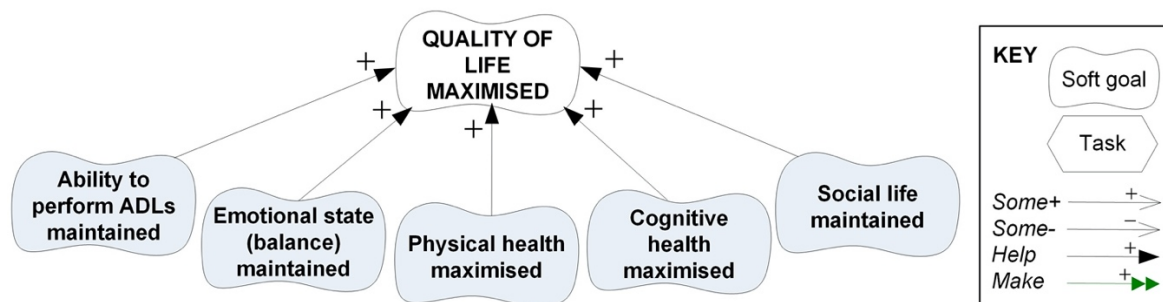 QUALITY OF
LIFE
MAXIMISED
+
+
+
+
+
Ability to
perform ADLs
maintained
Emotional state
(balance)
maintained
Physical health
maximised
Cognitive
health
maximised
Social life
maintained
KEY
Soft goal
Task
Some+ +
Some- −
Help +
Make +